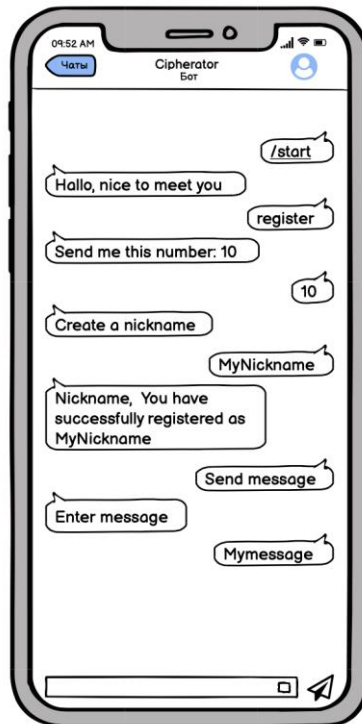 09:52 AM
Чаты
Cipherator
Бот
/start
Hallo, nice to meet you
register
Send me this number: 10
10
Create a nickname
MyNickname
Nickname, You have
successfully registered as
MyNickname
Send message
Enter message
Mymessage